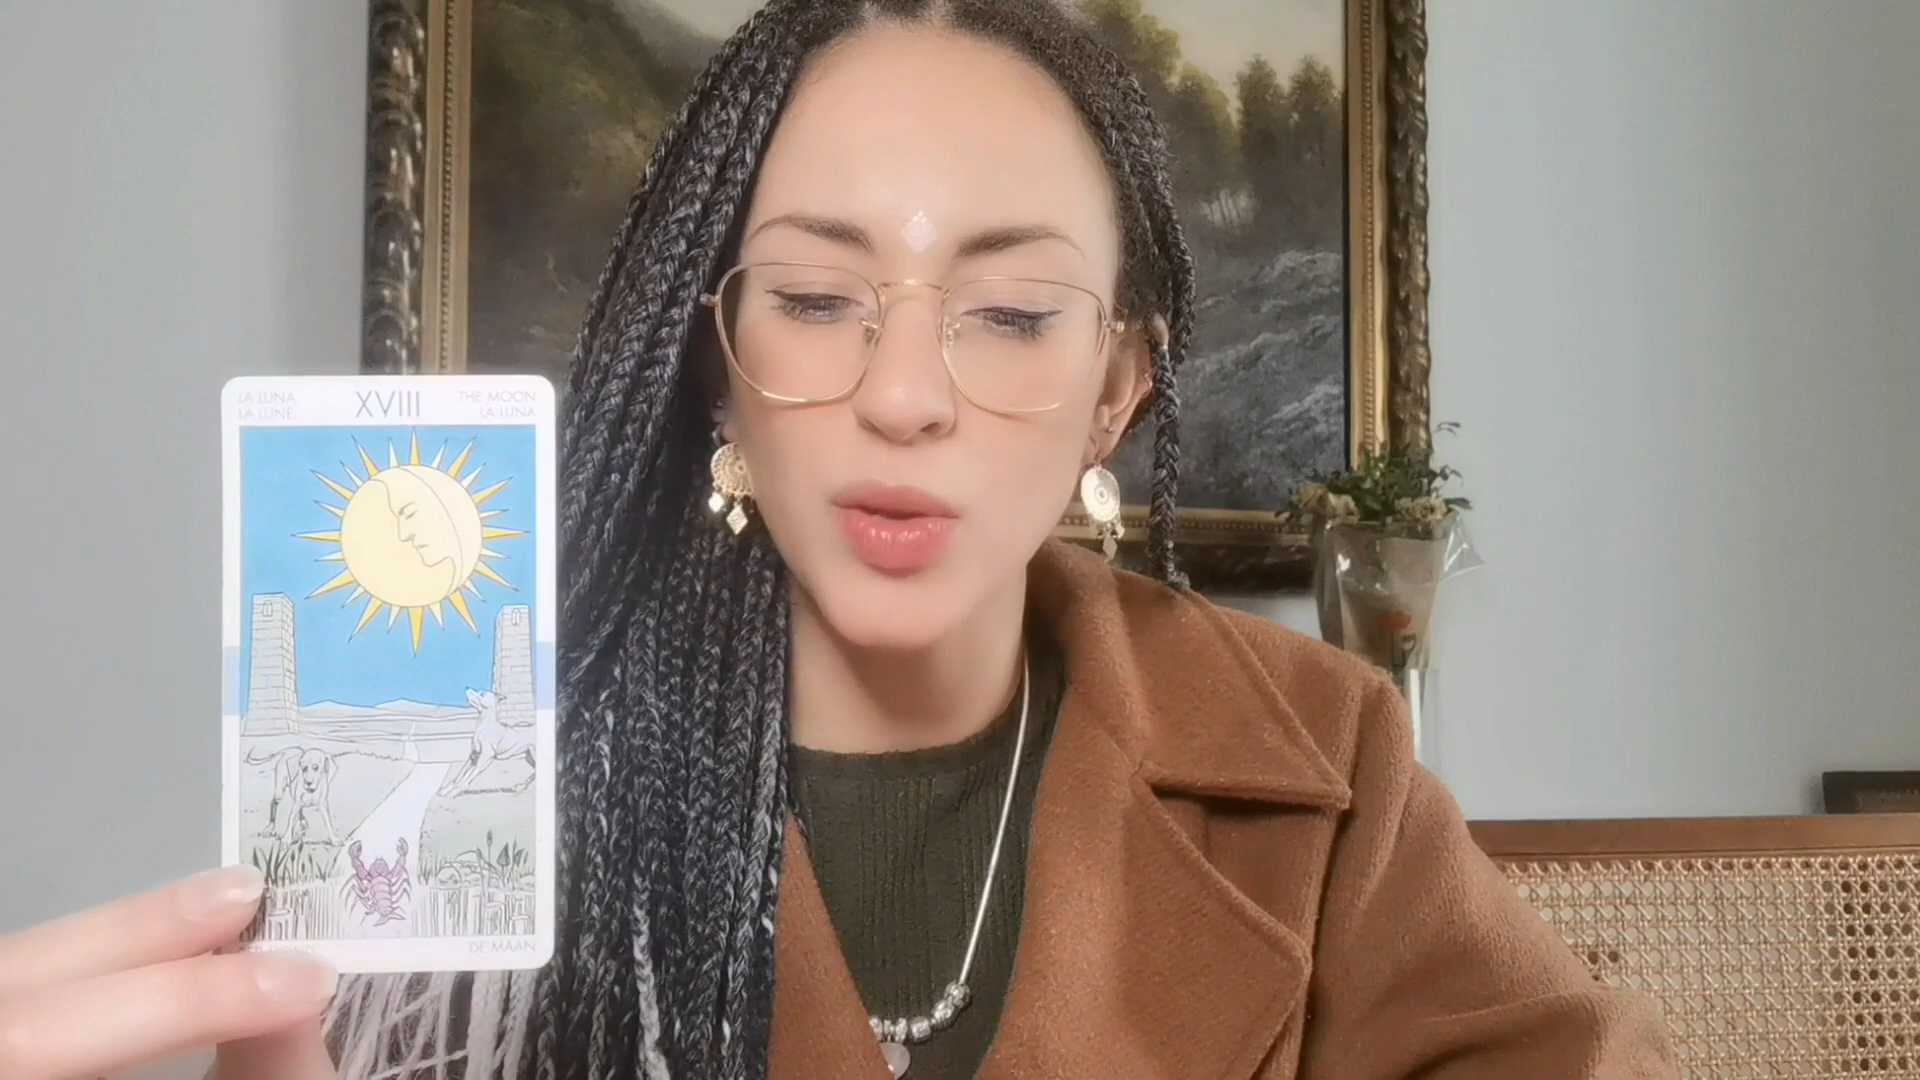 LA LUNA
LA LUNE
XVIII
THE MOON
LA LUNA
DE MAAN